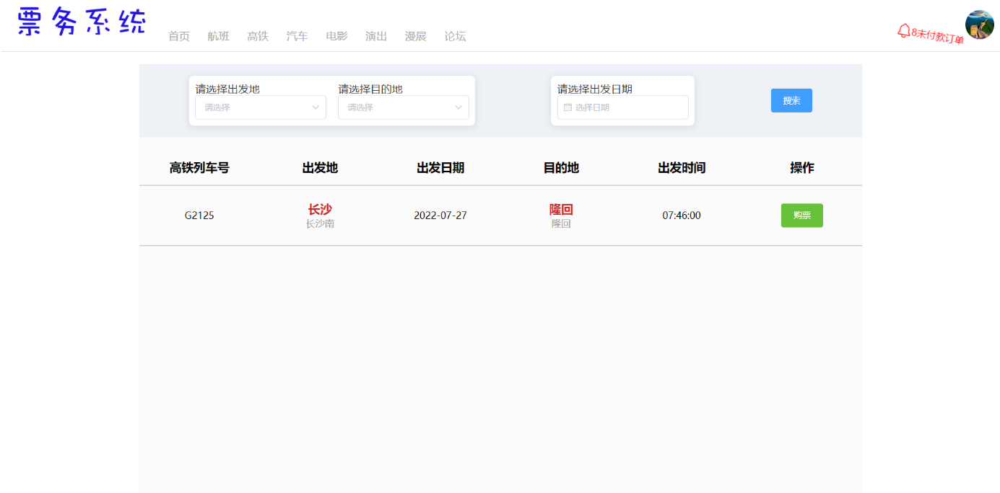 票务系统
首页 航班 高铁 汽车 电影 演出 漫展 论坛
8未付款订单
请选择出发地 请选择目的地 请选择出发日期
请选择 请选择 选择日期 搜索
高铁列车号 出发地 出发日期 目的地 出发时间 操作
长沙 隆回
G2125 2022-07-27 07:46:00 购票
长沙南 隆回